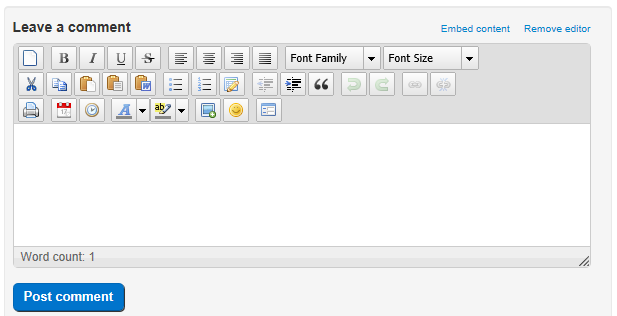 Leave a comment
Embed content Remove editor
B I U S Font Family Font Size
Word count: 1
Post comment